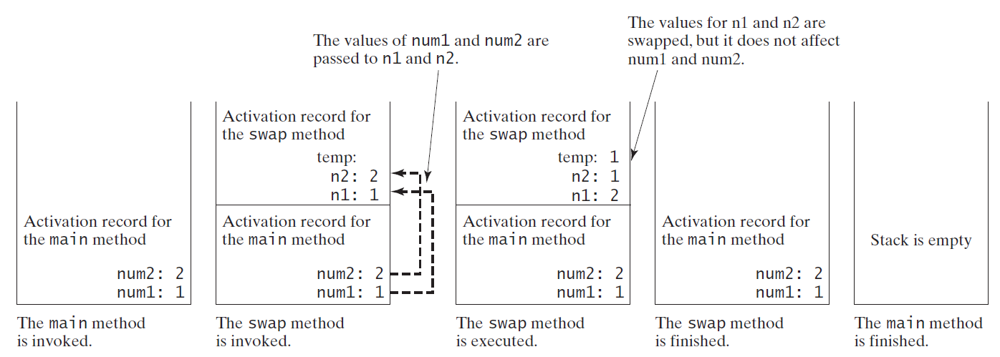 The values of num1 and num2 are
passed to n1 and n2.
The values for n1 and n2 are
swapped, but it does not affect
num1 and num2.
Activation record for
the main method
num2: 2
num1: 1
The main method
is invoked.
Activation record for
the swap method
temp:
n2: 2
n1: 1
Activation record for
the main method
num2: 2
num1: 1
The swap method
is invoked.
Activation record for
the swap method
temp: 1
n2: 1
n1: 2
Activation record for
the main method
num2: 2
num1: 1
The swap method
is executed.
Activation record for
the main method
num2: 2
num1: 1
The swap method
is finished.
Stack is empty
The main method
is finished.